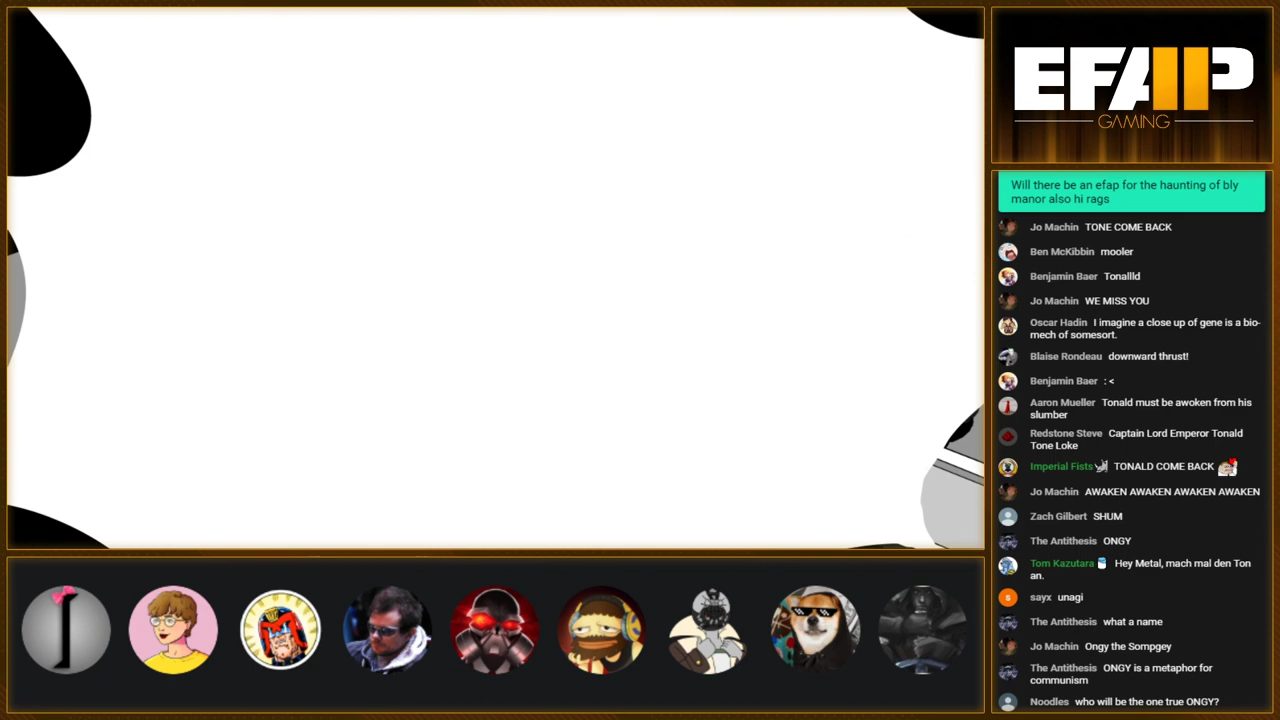 EFAP
GAMING
Will there be an efap for the haunting of bly
manor also hi rags
Jo Machin TONE COME BACK
Ben McKibbin mooler
Benjamin Baer Tonallld
Jo Machin WE MISS YOU
Oscar Hadin I imagine a close up of gene is a bio-
mech of somesort.
Blaise Rondeau downward thrust!
Benjamin Baer : <
Aaron Mueller Tonald must be awoken from his
slumber
Redstone Steve Captain Lord Emperor Tonald
Tone Loke
Imperial Fists TONALD COME BACK
Jo Machin AWAKEN AWAKEN AWAKEN AWAKEN
Zach Gilbert SHUM
The Antithesis ONGY
Tom Kazutara Hey Metal, mach mal den Ton
an.
s sayx unagi
The Antithesis what a name
Jo Machin Ongy the Sompgey
The Antithesis ONGY is a metaphor for
communism
Noodles who will be the one true ONGY?